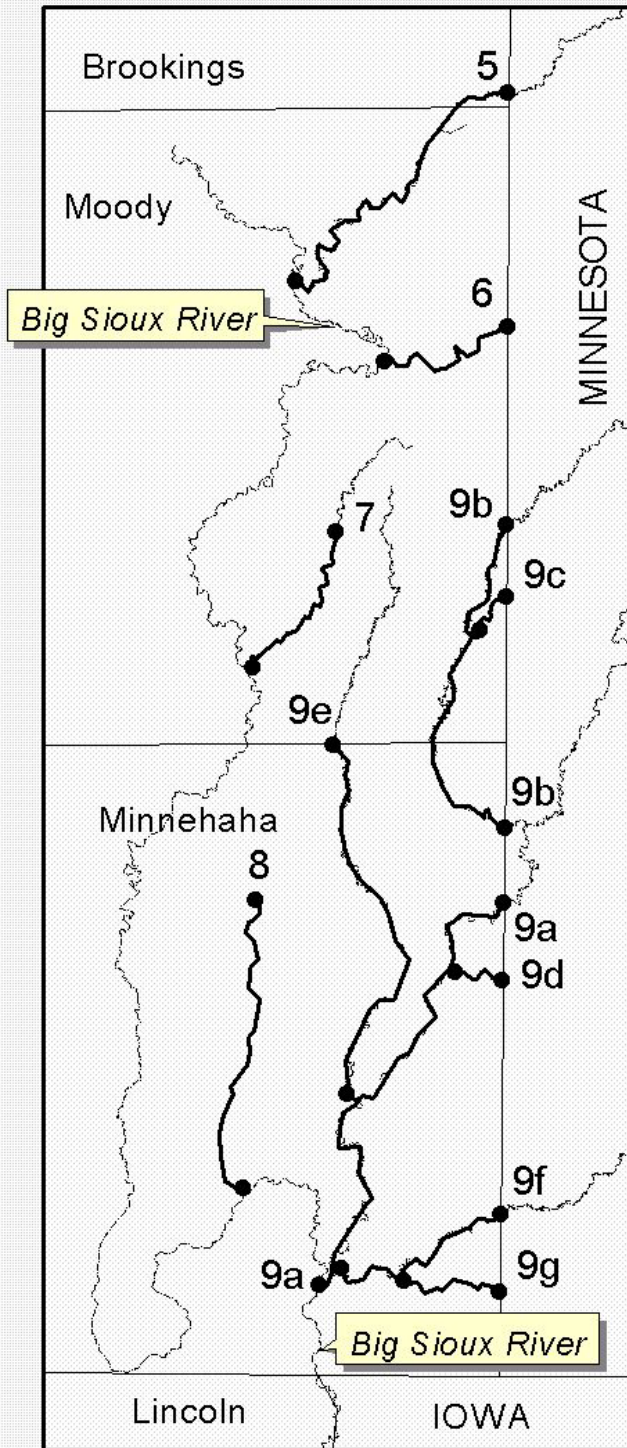 Brookings
5
Moody
MINNESOTA
Big Sioux River
6
7
9b
9c
9e
9b
Minnehaha
8
9a
9d
9f
9a
9g
Big Sioux River
Lincoln
IOWA